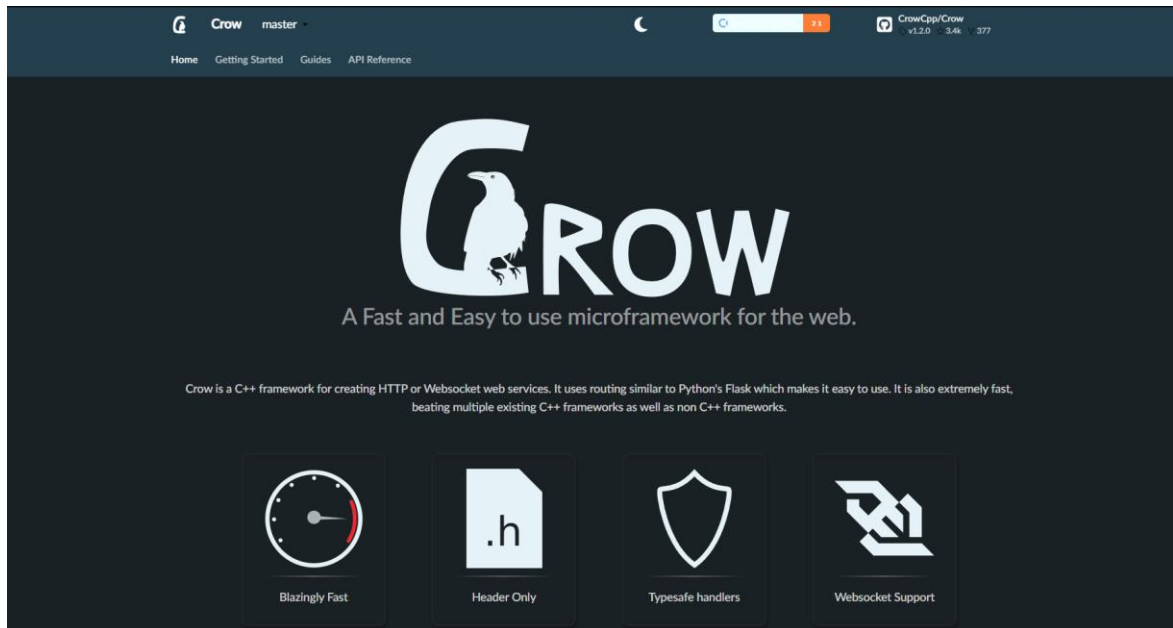 Crow master
CrowCpp/Crow
v1.2.0 3.4k 377
Home Getting Started Guides API Reference
CROW
A Fast and Easy to use microframework for the web.
Crow is a C++ framework for creating HTTP or Websocket web services. It uses routing similar to Python's Flask which makes it easy to use. It is also extremely fast,
beating multiple existing C++ frameworks as well as non C++ frameworks.
.h
Blazingly Fast Header Only Typesafe handlers Websocket Support